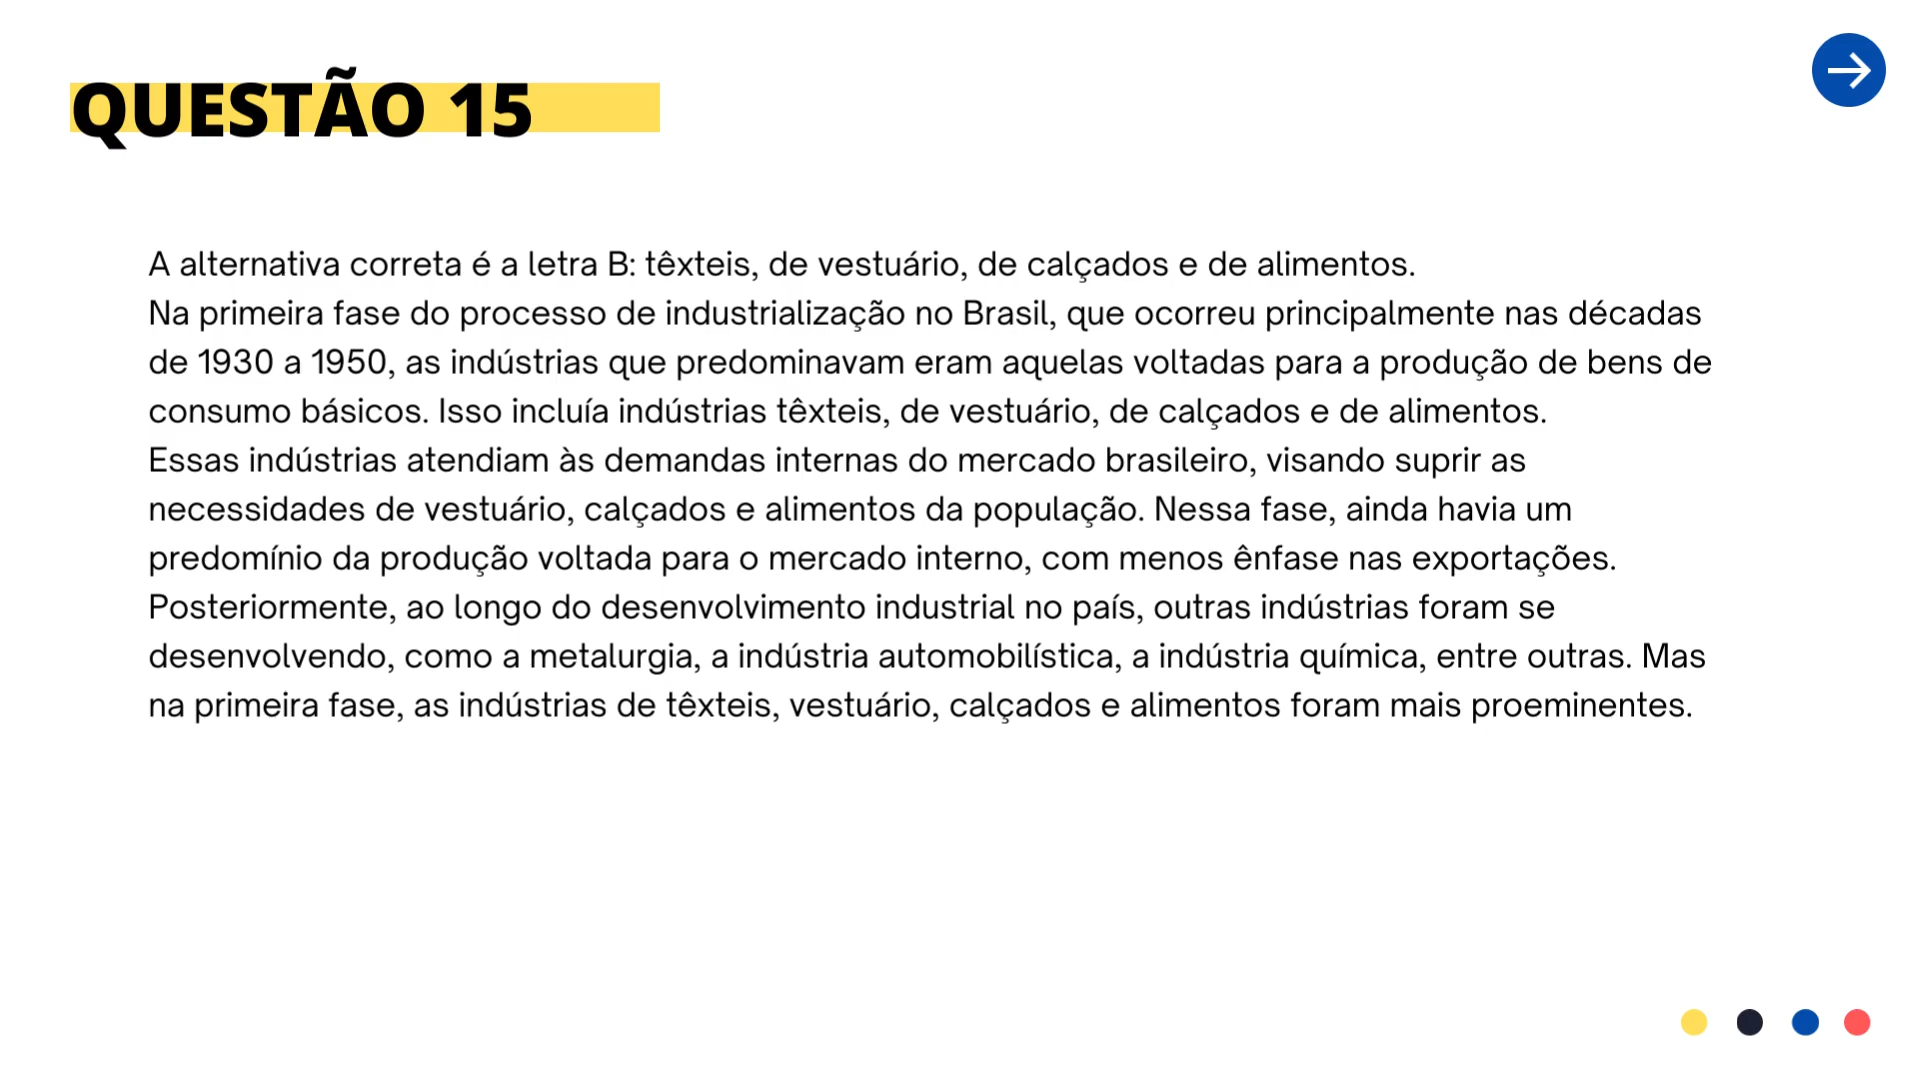 QUESTÃO 15
A alternativa correta é a letra B: têxteis, de vestuário, de calçados e de alimentos.
Na primeira fase do processo de industrialização no Brasil, que ocorreu principalmente nas décadas
de 1930 a 1950, as indústrias que predominavam eram aquelas voltadas para a produção de bens de
consumo básicos. Isso incluía indústrias têxteis, de vestuário, de calçados e de alimentos.
Essas indústrias atendiam às demandas internas do mercado brasileiro, visando suprir as
necessidades de vestuário, calçados e alimentos da população. Nessa fase, ainda havia um
predomínio da produção voltada para o mercado interno, com menos ênfase nas exportações.
Posteriormente, ao longo do desenvolvimento industrial no país, outras indústrias foram se
desenvolvendo, como a metalurgia, a indústria automobilística, a indústria química, entre outras. Mas
na primeira fase, as indústrias de têxteis, vestuário, calçados e alimentos foram mais proeminentes.